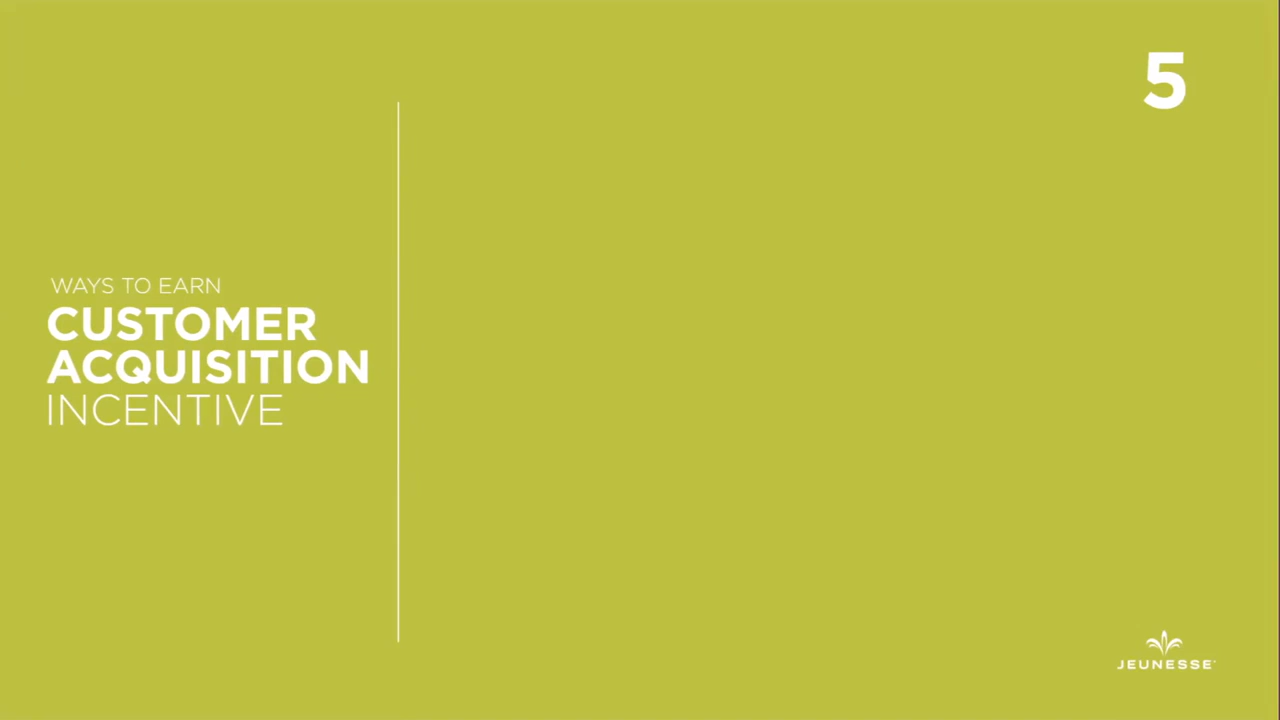 5
WAYS TO EARN
CUSTOMER
ACQUISITION
INCENTIVE
JEUNESSE